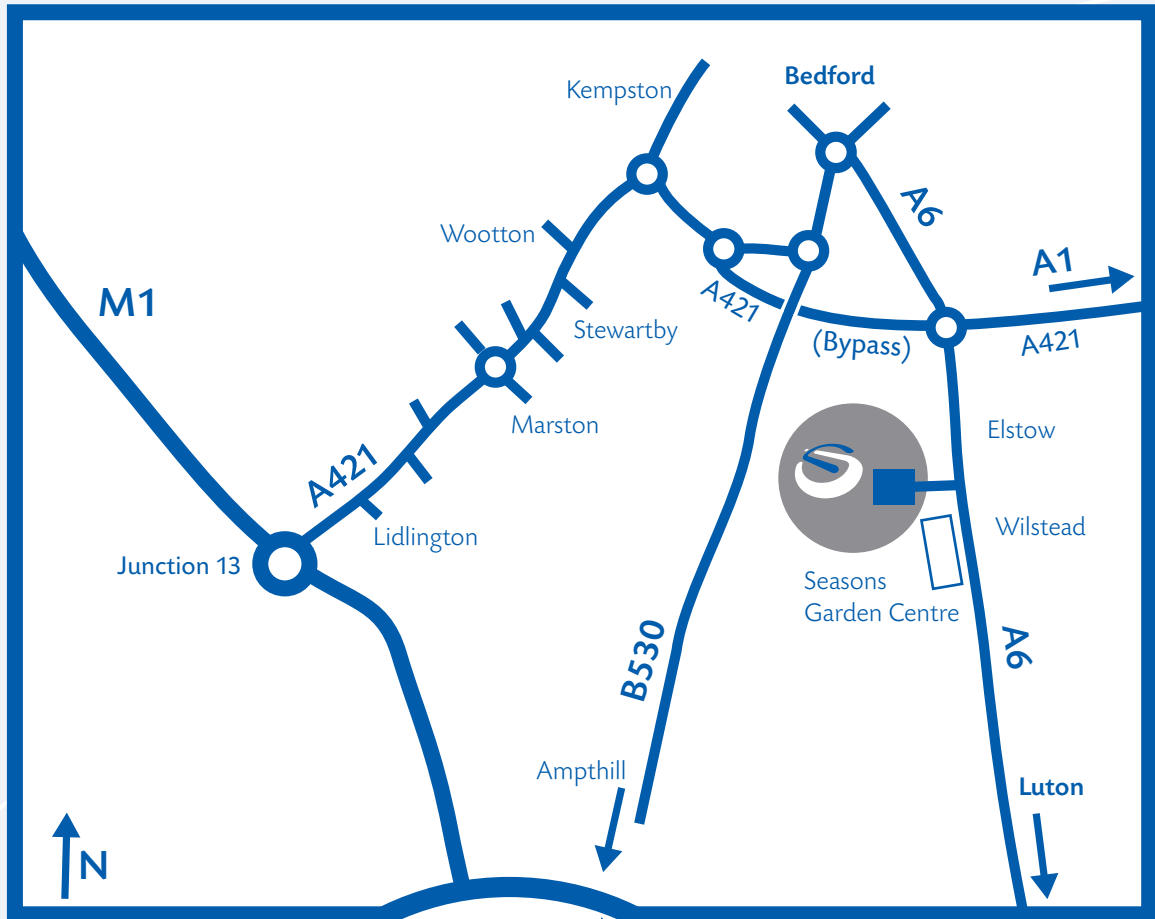 Bedford
Kempston
A6
Wootton
A1
M1
A421
Stewartby
(Bypass)
A421
Marston
Elstow
A421
Wilstead
Lidlington
Junction 13
Seasons
Garden Centre
B530
A6
Ampthill
Luton
N